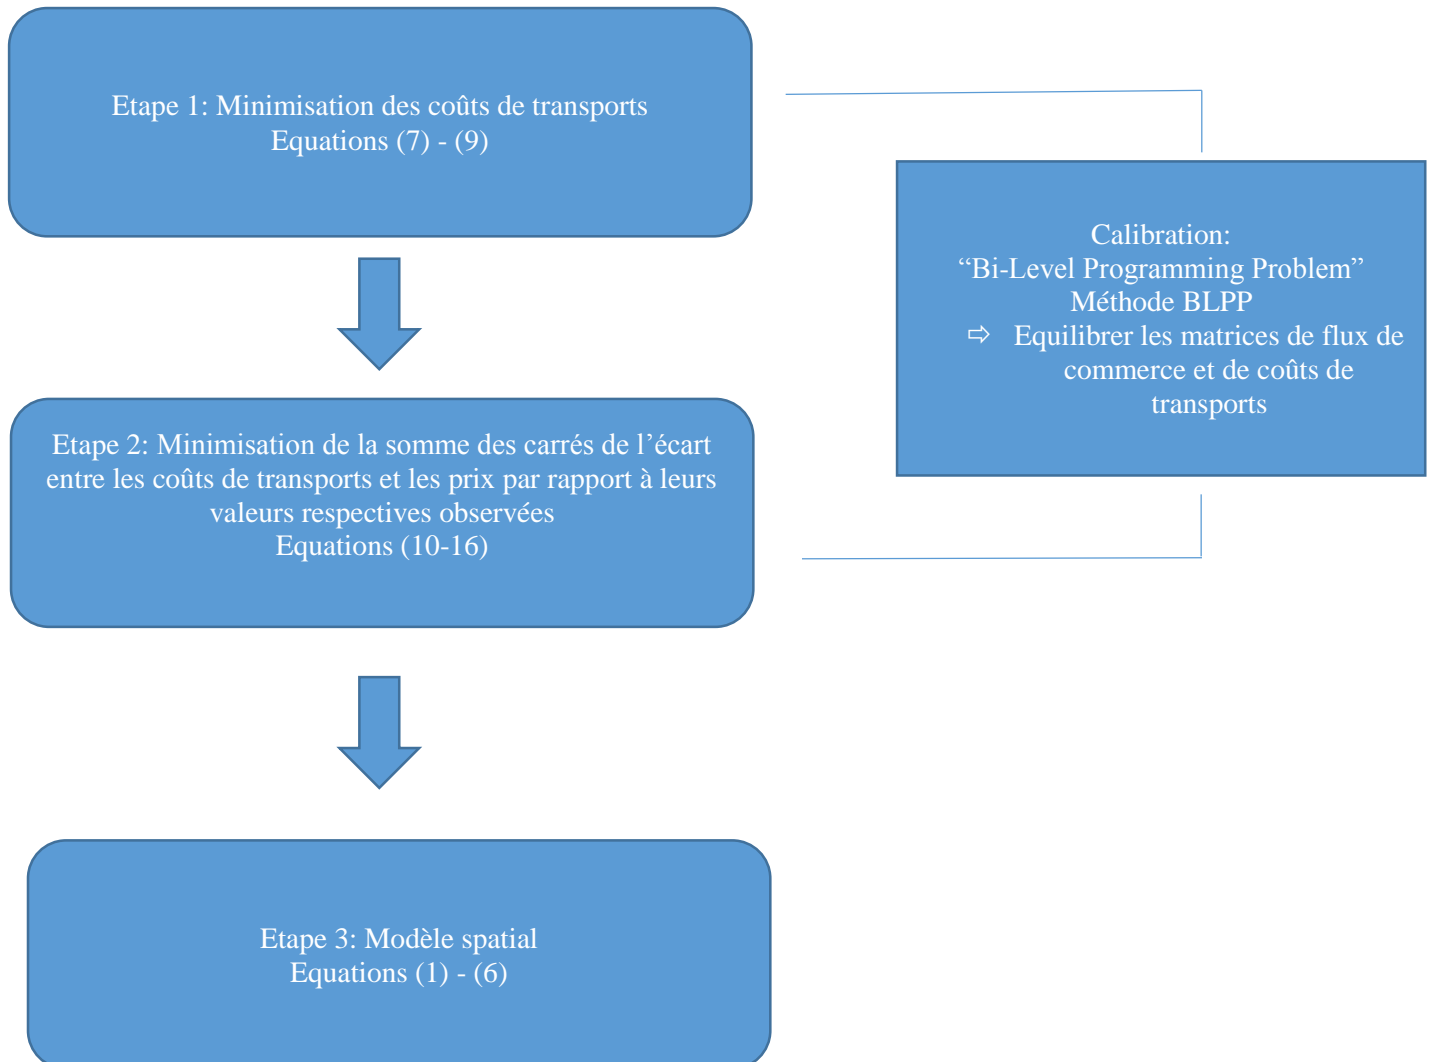 Etape 1: Minimisation des coûts de transports
Equations (7) - (9)
Calibration:
“Bi-Level Programming Problem”
Méthode BLPP
⇨ Equilibrer les matrices de flux de
commerce et de coûts de
transports
Etape 2: Minimisation de la somme des carrés de l’écart
entre les coûts de transports et les prix par rapport à leurs
valeurs respectives observées
Equations (10-16)
Etape 3: Modèle spatial
Equations (1) - (6)